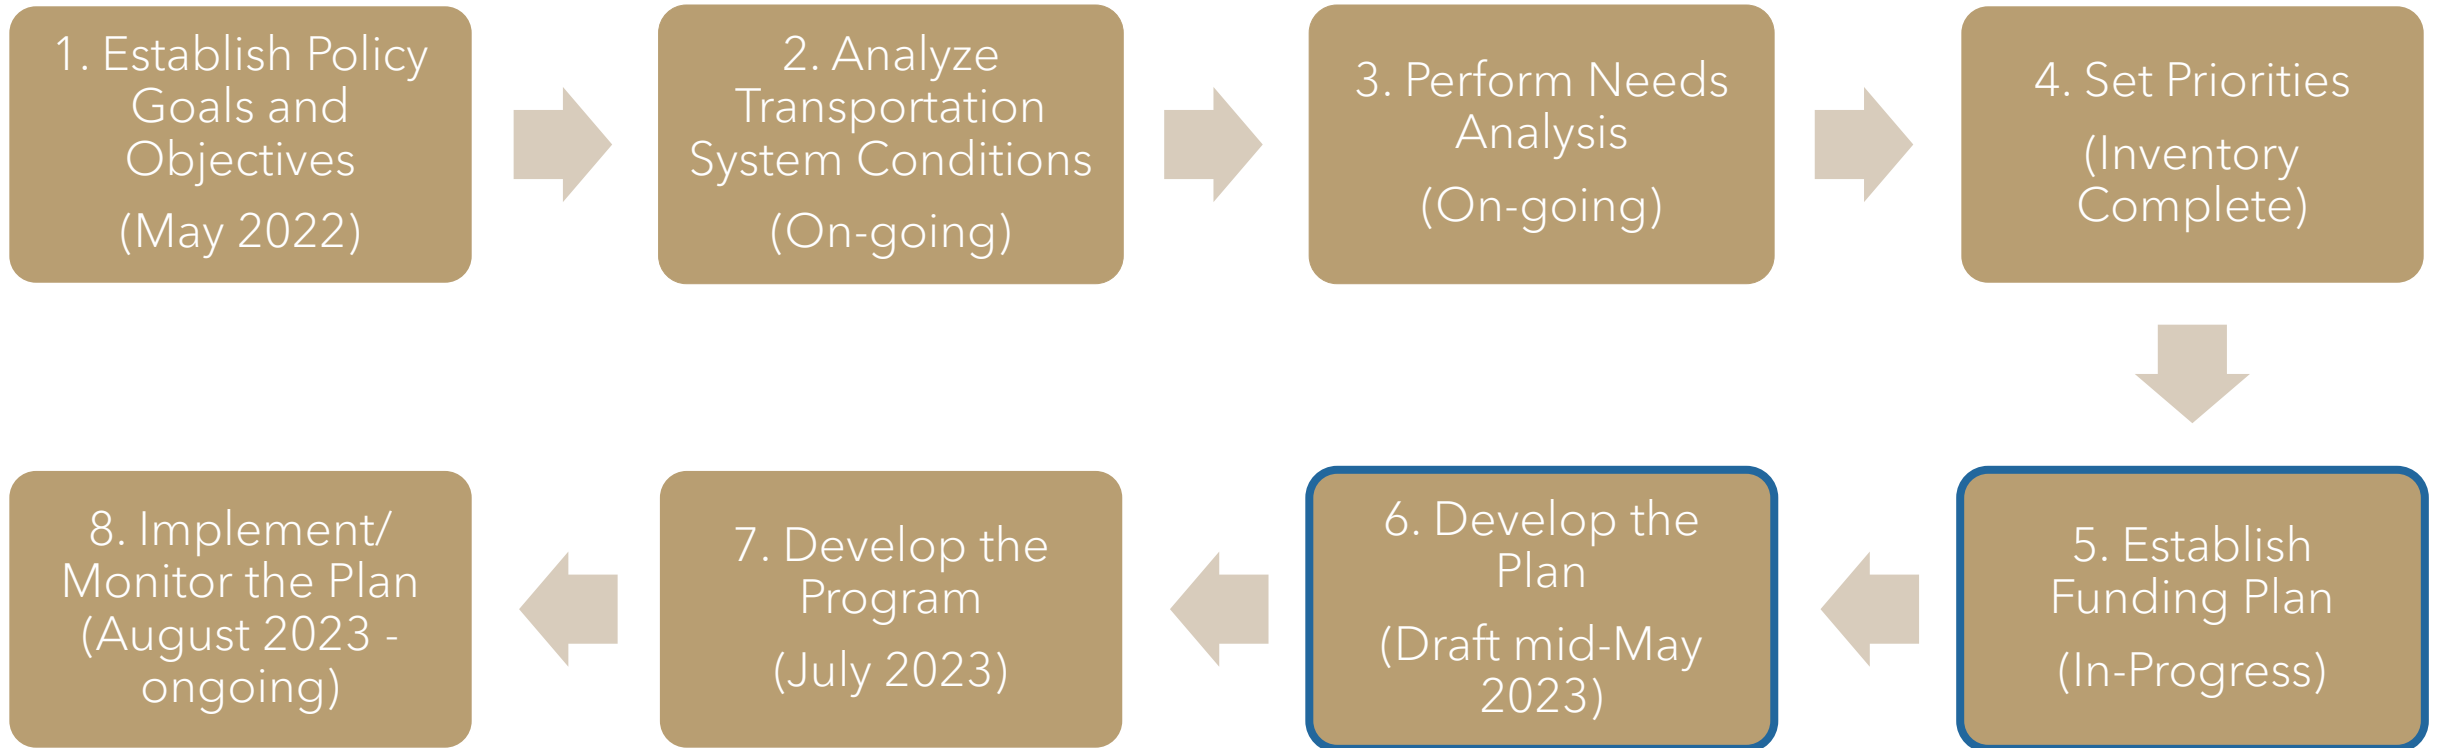 1. Establish Policy
Goals and
Objectives
(May 2022)
2. Analyze
Transportation
System Conditions
(On-going)
3. Perform Needs
Analysis
(On-going)
4. Set Priorities
(Inventory
Complete)
5. Establish
Funding Plan
(In-Progress)
6. Develop the
Plan
(Draft mid-May
2023)
7. Develop the
Program
(July 2023)
8. Implement/
Monitor the Plan
(August 2023 -
ongoing)